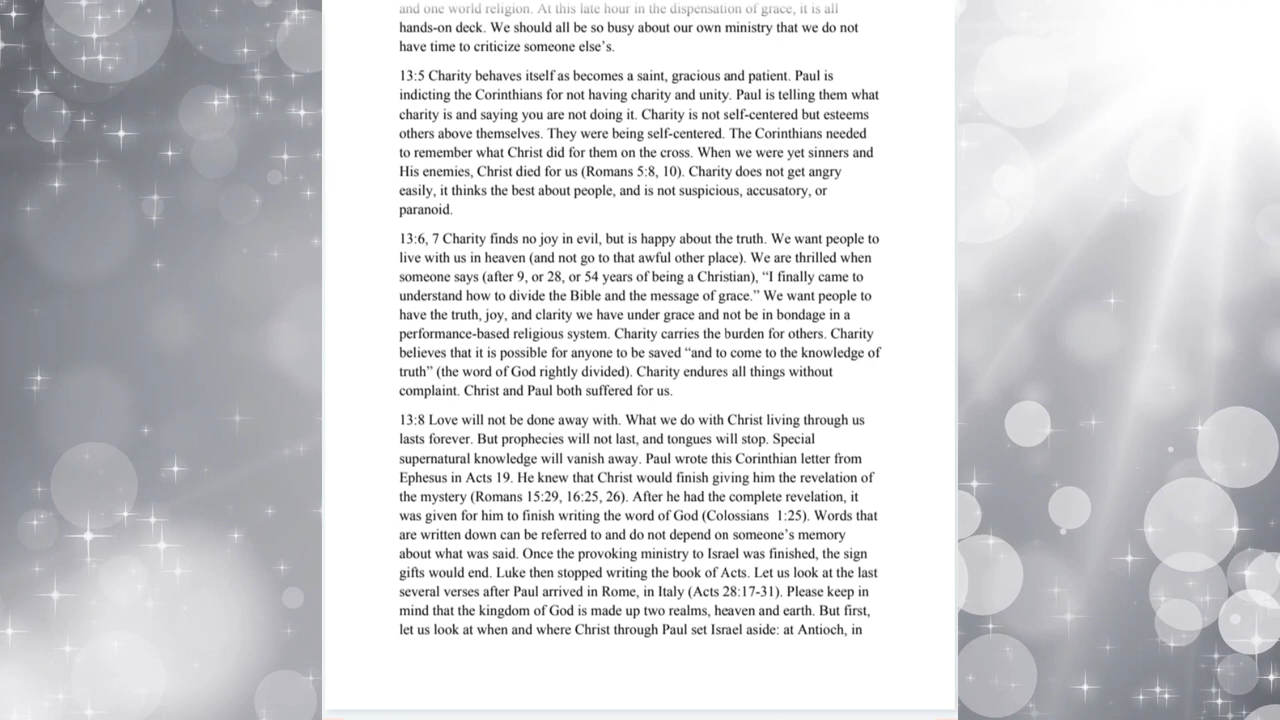 and one world religion. At this late hour in the dispensation of grace, it is all
hands-on deck. We should all be so busy about our own ministry that we do not
have time to criticize someone else’s.
13:5 Charity behaves itself as becomes a saint, gracious and patient. Paul is
indicting the Corinthians for not having charity and unity. Paul is telling them what
charity is and saying you are not doing it. Charity is not self-centered but esteems
others above themselves. They were being self-centered. The Corinthians needed
to remember what Christ did for them on the cross. When we were yet sinners and
His enemies, Christ died for us (Romans 5:8, 10). Charity does not get angry
easily, it thinks the best about people, and is not suspicious, accusatory, or
paranoid.
13:6, 7 Charity finds no joy in evil, but is happy about the truth. We want people to
live with us in heaven (and not go to that awful other place). We are thrilled when
someone says (after 9, or 28, or 54 years of being a Christian), “I finally came to
understand how to divide the Bible and the message of grace.” We want people to
have the truth, joy, and clarity we have under grace and not be in bondage in a
performance-based religious system. Charity carries the burden for others. Charity
believes that it is possible for anyone to be saved “and to come to the knowledge of
truth” (the word of God rightly divided). Charity endures all things without
complaint. Christ and Paul both suffered for us.
13:8 Love will not be done away with. What we do with Christ living through us
lasts forever. But prophecies will not last, and tongues will stop. Special
supernatural knowledge will vanish away. Paul wrote this Corinthian letter from
Ephesus in Acts 19. He knew that Christ would finish giving him the revelation of
the mystery (Romans 15:29, 16:25, 26). After he had the complete revelation, it
was given for him to finish writing the word of God (Colossians 1:25). Words that
are written down can be referred to and do not depend on someone’s memory
about what was said. Once the provoking ministry to Israel was finished, the sign
gifts would end. Luke then stopped writing the book of Acts. Let us look at the last
several verses after Paul arrived in Rome, in Italy (Acts 28:17-31). Please keep in
mind that the kingdom of God is made up two realms, heaven and earth. But first,
let us look at when and where Christ through Paul set Israel aside: at Antioch, in